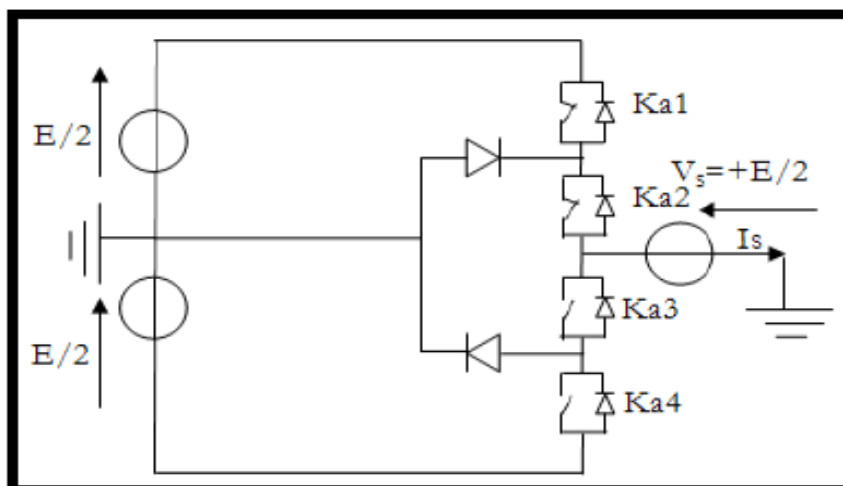 Ka1
E/2
Vs=+E/2
Ka2
Is
Ka3
E/2
Ka4